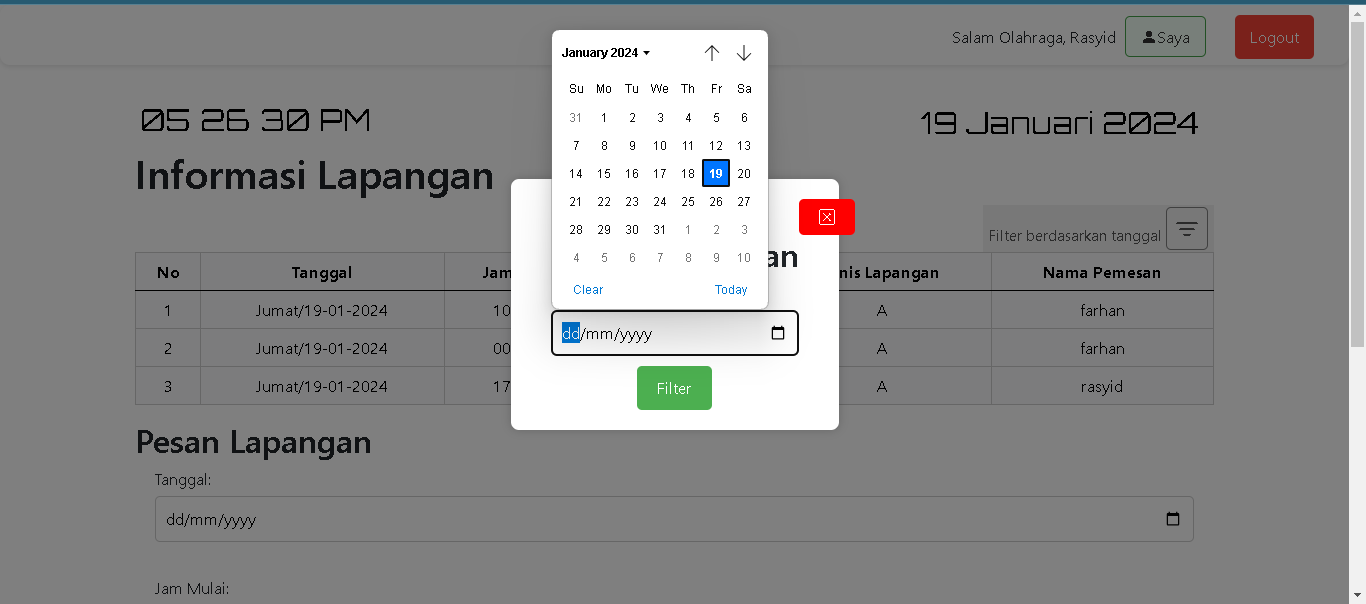 Salam Olahraga, Rasyid Saya Logout
January 2024
Su Mo Tu We Th Fr Sa
31 1 2 3 4 5 6
7 8 9 10 11 12 13
14 15 16 17 18 19 20
21 22 23 24 25 26 27
28 29 30 31 1 2 3
4 5 6 7 8 9 10
Clear Today
05 26 30 PM 19 Januari 2024
Informasi Lapangan
Filter berdasarkan tanggal
an
dd/mm/yyyy
Filter
No Tanggal Jam nis Lapangan Nama Pemesan
1 Jumat/19-01-2024 10 A farhan
2 Jumat/19-01-2024 00 A farhan
3 Jumat/19-01-2024 17 A rasyid
Pesan Lapangan
Tanggal:
dd/mm/yyyy
Jam Mulai: